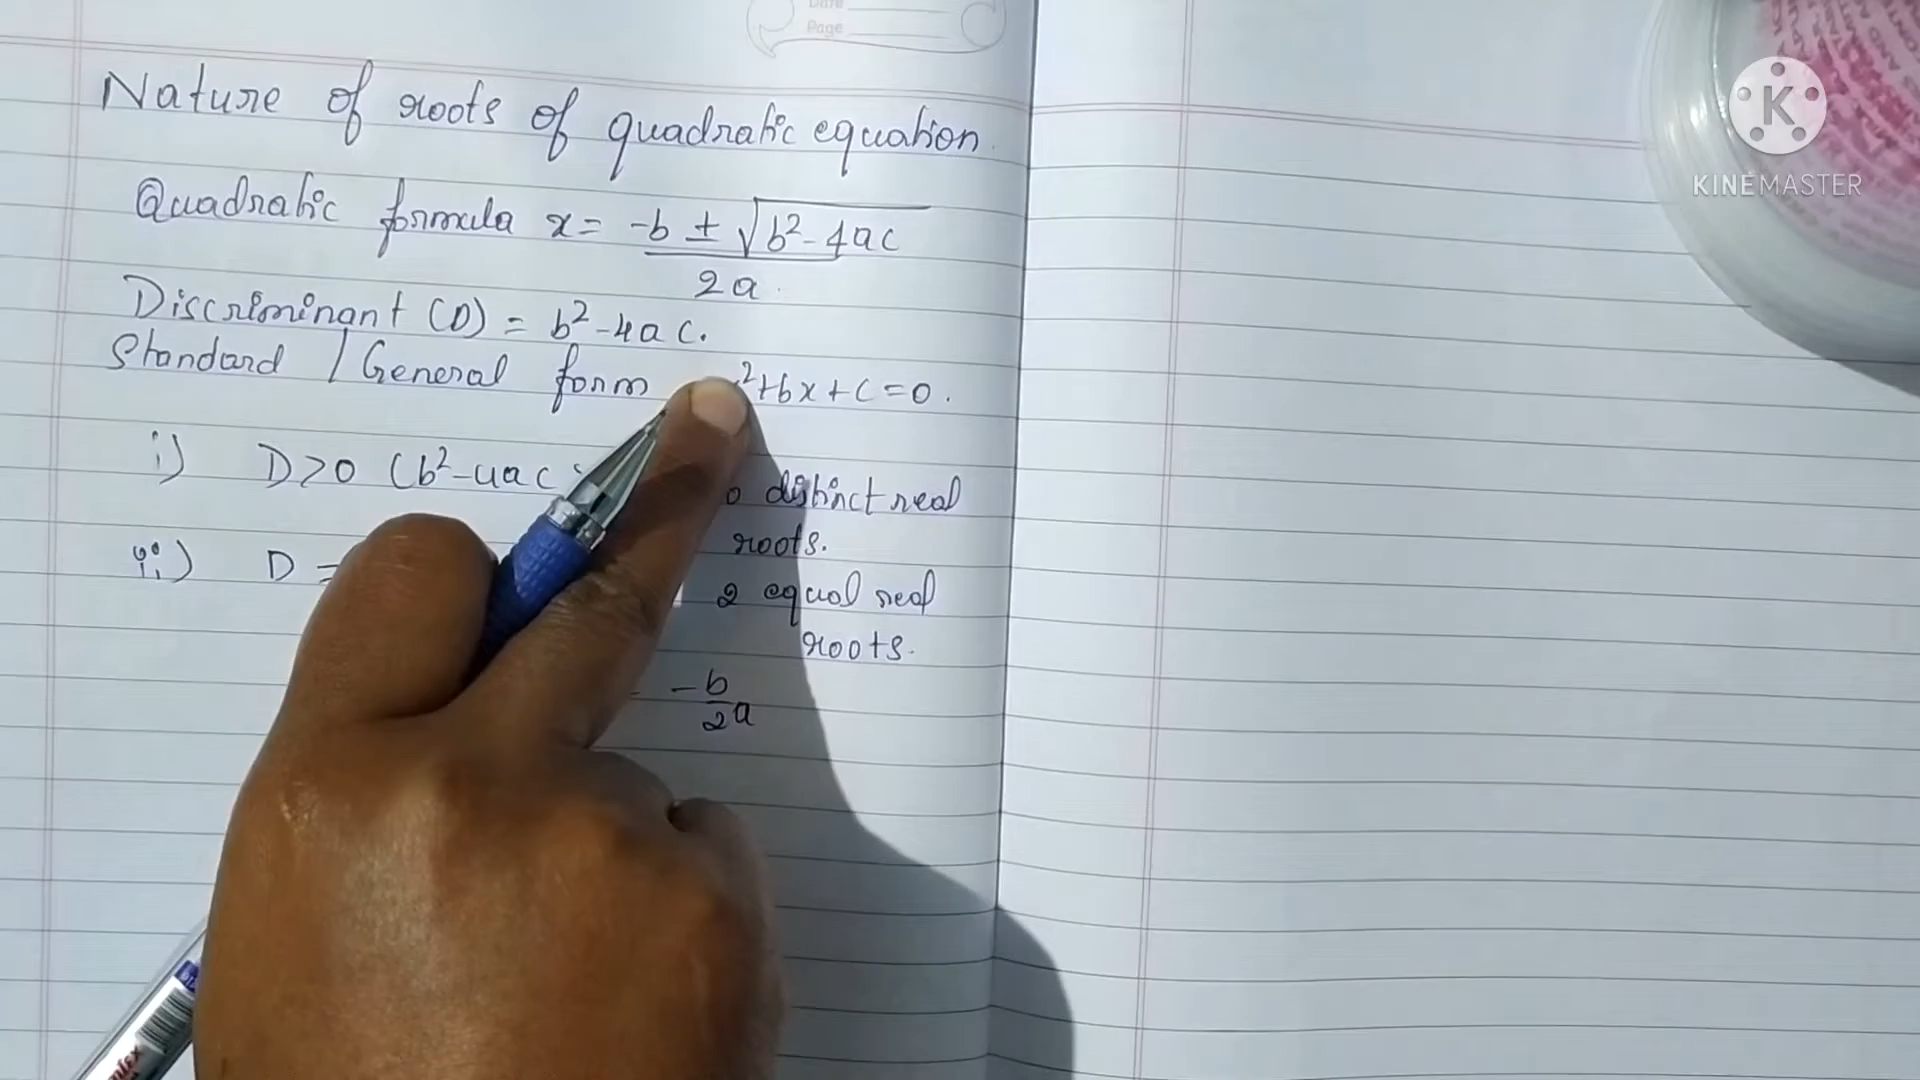 Date
Page
Nature of roots of quadratic equation.
Quadratic formula x = -b ± √b² - 4ac / 2a.
Discriminant (D) = b² - 4ac.
Standard / General form ²+bx+c=0.
i) D>0 (b²-4ac distinct real
roots.
ii) D = 2 equal real
roots.
-b/2a
KINEMASTER